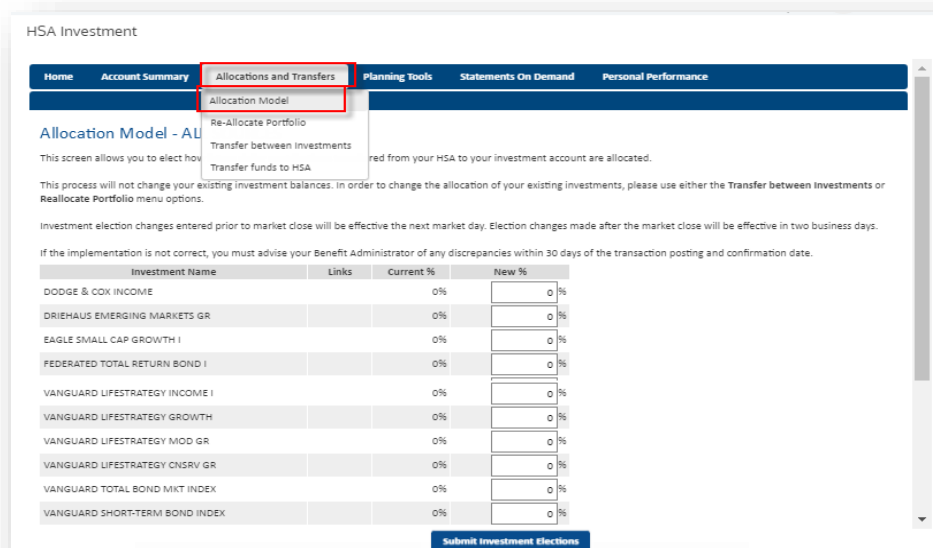 HSA Investment
Home Account Summary Allocations and Transfers Planning Tools Statements On Demand Personal Performance
Allocation Model
Re-Allocate Portfolio
Transfer between Investments
Transfer funds to HSA
Allocation Model - AL
This screen allows you to elect how red from your HSA to your investment account are allocated.
This process will not change your existing investment balances. In order to change the allocation of your existing investments, please use either the Transfer between Investments or
Reallocate Portfolio menu options.
Investment election changes entered prior to market close will be effective the next market day. Election changes made after the market close will be effective in two business days.
If the implementation is not correct, you must advise your Benefit Administrator of any discrepancies within 30 days of the transaction posting and confirmation date.
Investment Name Links Current % New %
DODGE & COX INCOME 0% 0 %
DRIEHAUS EMERGING MARKETS GR 0% 0 %
EAGLE SMALL CAP GROWTH I 0% 0 %
FEDERATED TOTAL RETURN BOND I 0% 0 %
VANGUARD LIFESTRATEGY INCOME I 0% 0 %
VANGUARD LIFESTRATEGY GROWTH 0% 0 %
VANGUARD LIFESTRATEGY MOD GR 0% 0 %
VANGUARD LIFESTRATEGY CNSRV GR 0% 0 %
VANGUARD TOTAL BOND MKT INDEX 0% 0 %
VANGUARD SHORT-TERM BOND INDEX 0% 0 %
Submit Investment Elections